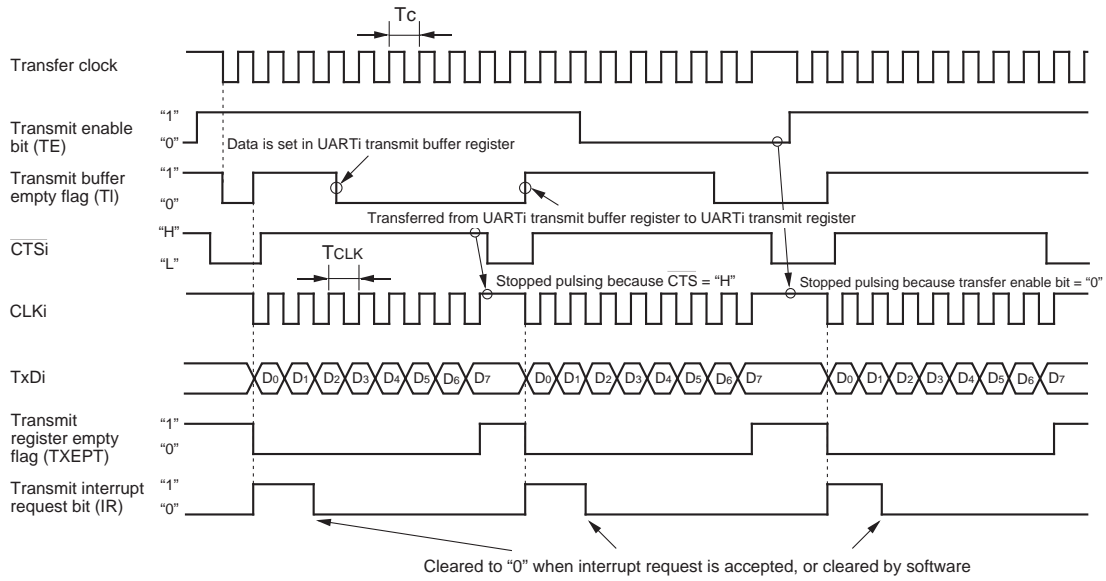 Tc
Transfer clock
Transmit enable
bit (TE)
“1”
“0”
Data is set in UARTi transmit buffer register
Transmit buffer
empty flag (Tl)
“1”
“0”
Transferred from UARTi transmit buffer register to UARTi transmit register
CTSi
“H”
“L”
TCLK
Stopped pulsing because CTS = “H”
Stopped pulsing because transfer enable bit = “0”
CLKi
TxDi
D0 D1 D2 D3 D4 D5 D6 D7
D0 D1 D2 D3 D4 D5 D6 D7
D0 D1 D2 D3 D4 D5 D6 D7
Transmit
register empty
flag (TXEPT)
“1”
“0”
Transmit interrupt
request bit (IR)
“1”
“0”
Cleared to “0” when interrupt request is accepted, or cleared by software